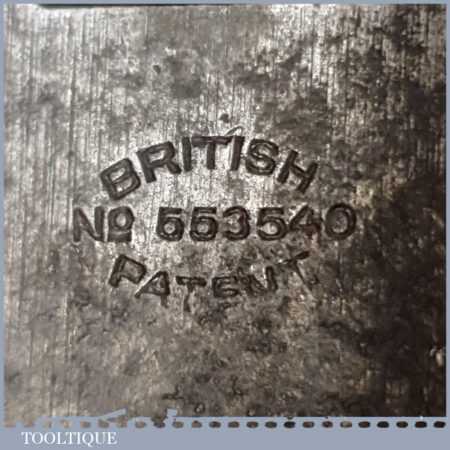 BRITISH
No 553540
PATENT.
TOOLTIQUE